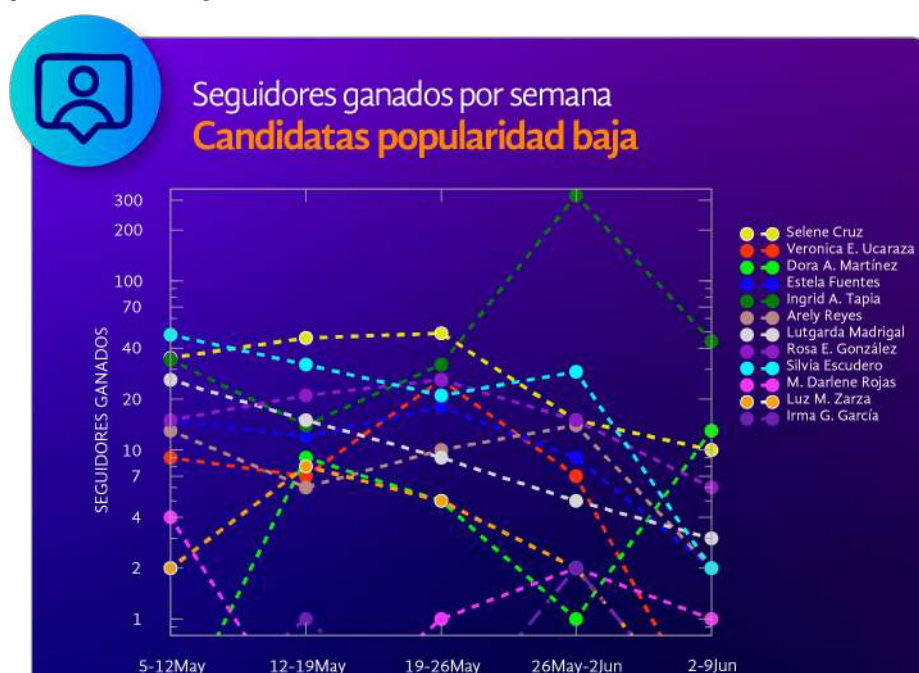 Seguidores ganados por semana
Candidatas popularidad baja
SEGUIDORES GANADOS
300
200
100
70
40
20
10
7
4
2
1
5-12May
12-19May
19-26May
26May-2Jun
2-9Jun
Selene Cruz
Veronica E. Ucaraza
Dora A. Martínez
Estela Fuentes
Ingrid A. Tapia
Arely Reyes
Lutgarda Madrigal
Rosa E. González
Silvia Escudero
M. Darlene Rojas
Luz M. Zarza
Irma G. García